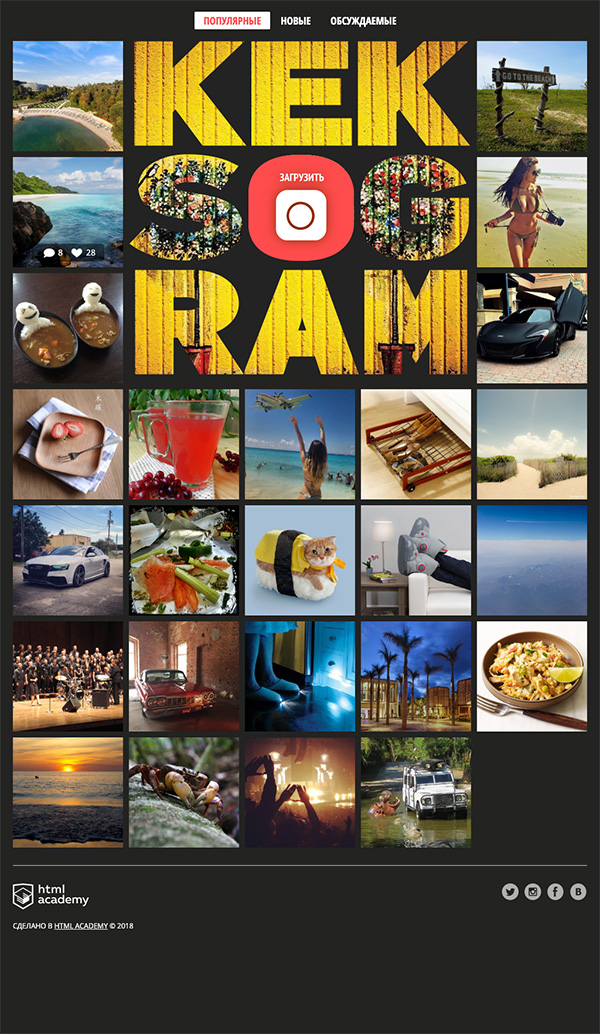 ПОПУЛЯРНЫЕ НОВЫЕ ОБСУЖДАЕМЫЕ
KEK
SOG
RAM
ЗАГРУЗИТЬ
GO TO THE BEACH
8 28
html
academy
СДЕЛАНО В HTML ACADEMY © 2018